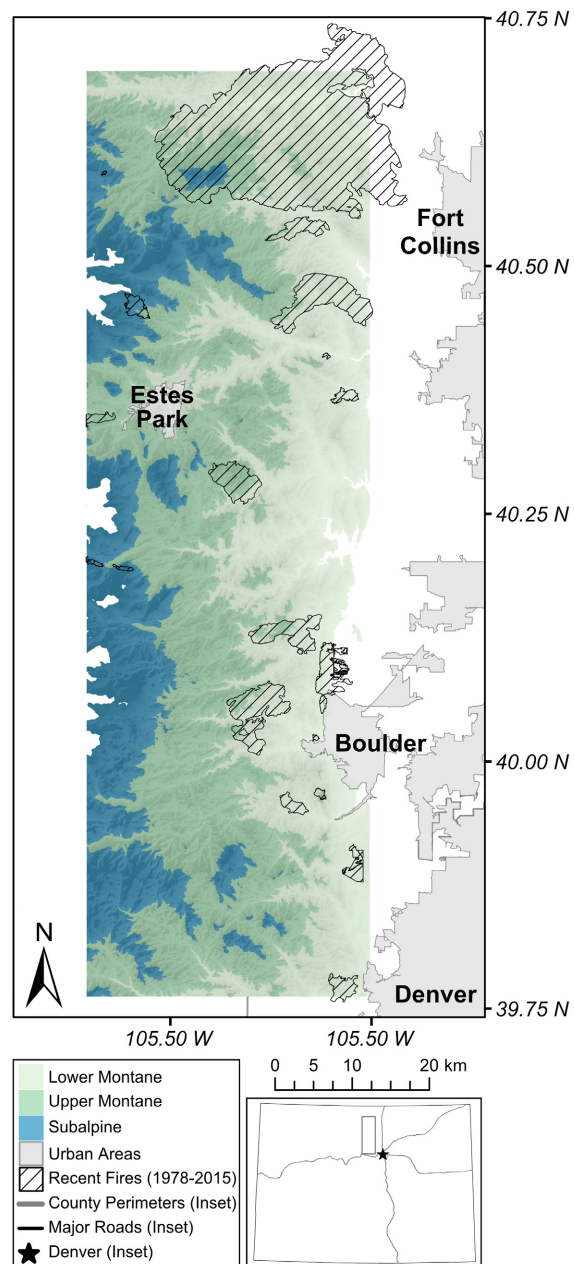 40.75 N
Fort
Collins
40.50 N
Estes
Park
40.25 N
Boulder
40.00 N
N
Denver
39.75 N
105.50 W
105.50 W
Lower Montane
Upper Montane
Subalpine
Urban Areas
Recent Fires (1978-2015)
County Perimeters (Inset)
Major Roads (Inset)
Denver (Inset)
0 5 10 20 km